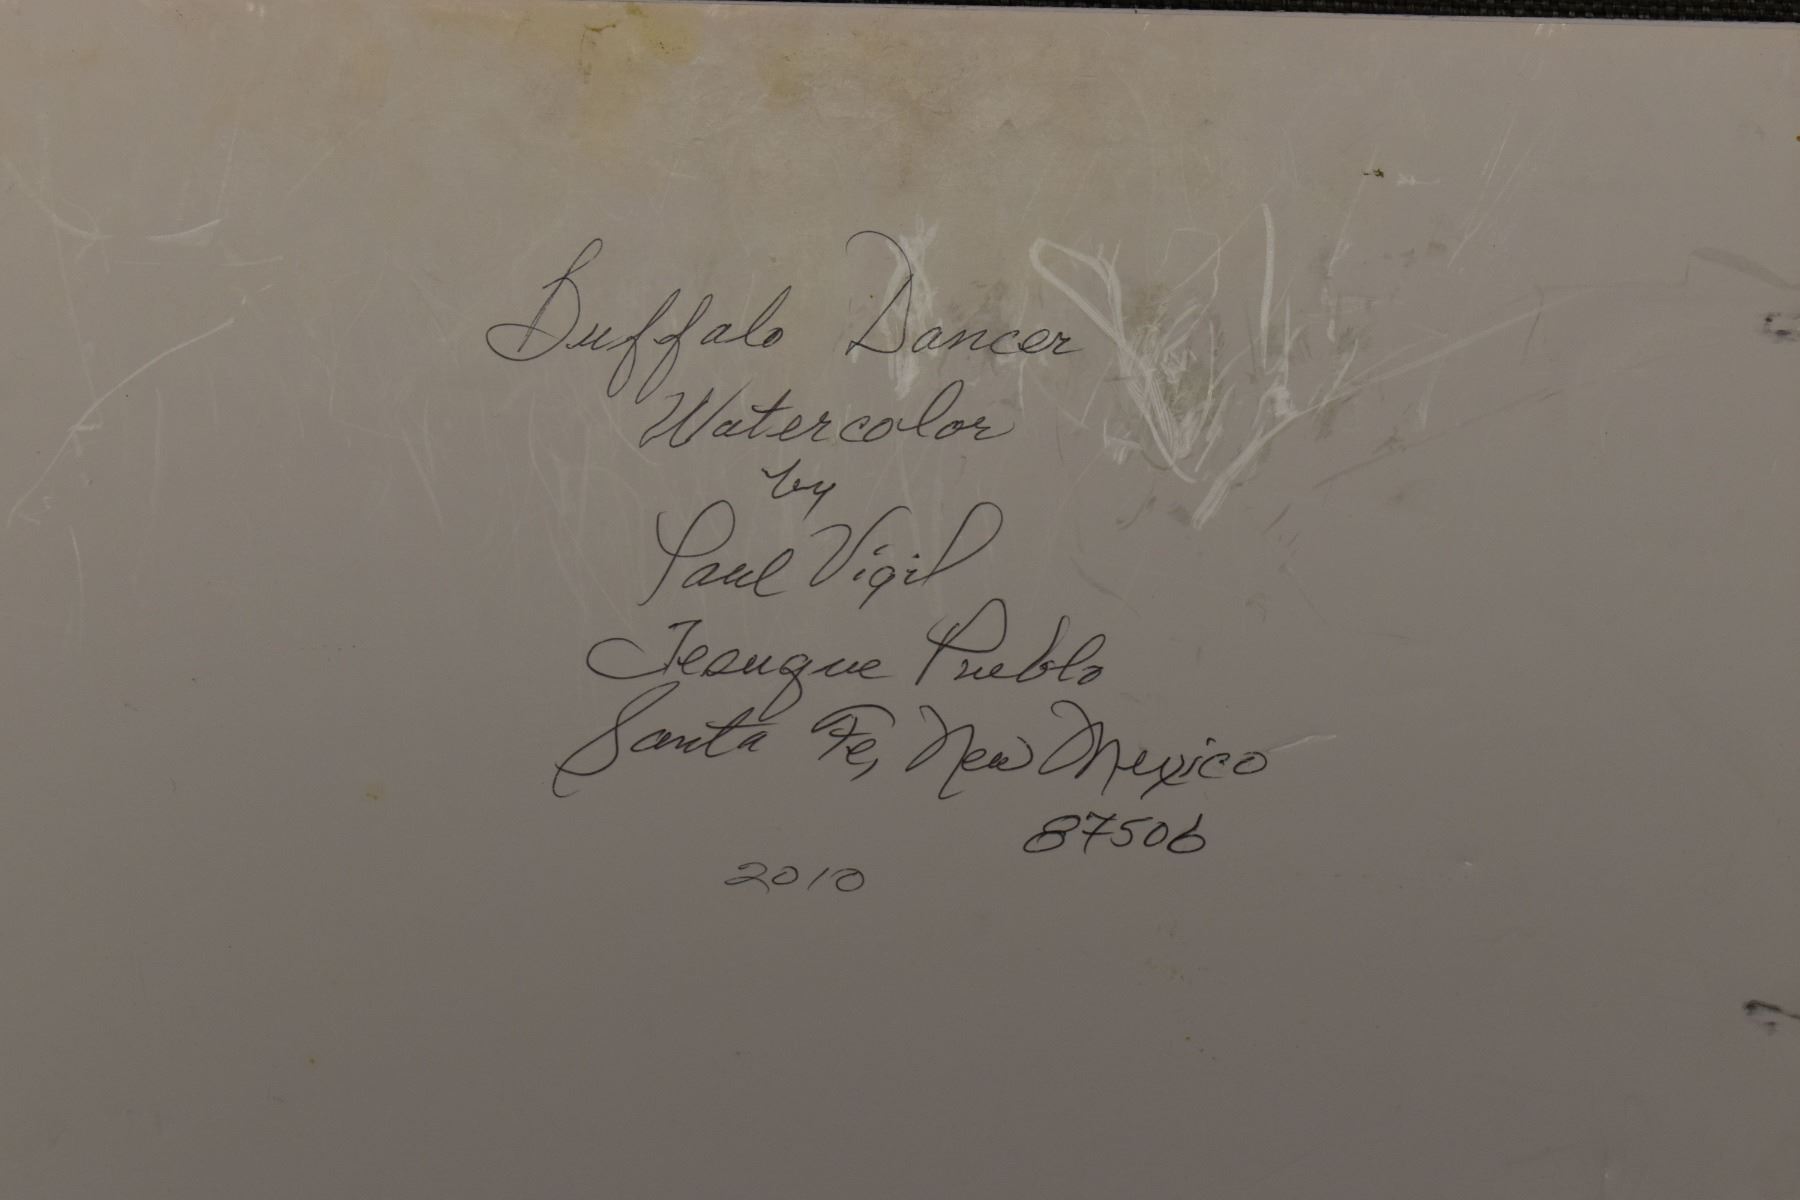 Buffalo Dancer
Watercolor
by
Paul Vigil
Tesuque Pueblo
Santa Fe, New Mexico
87506
2010